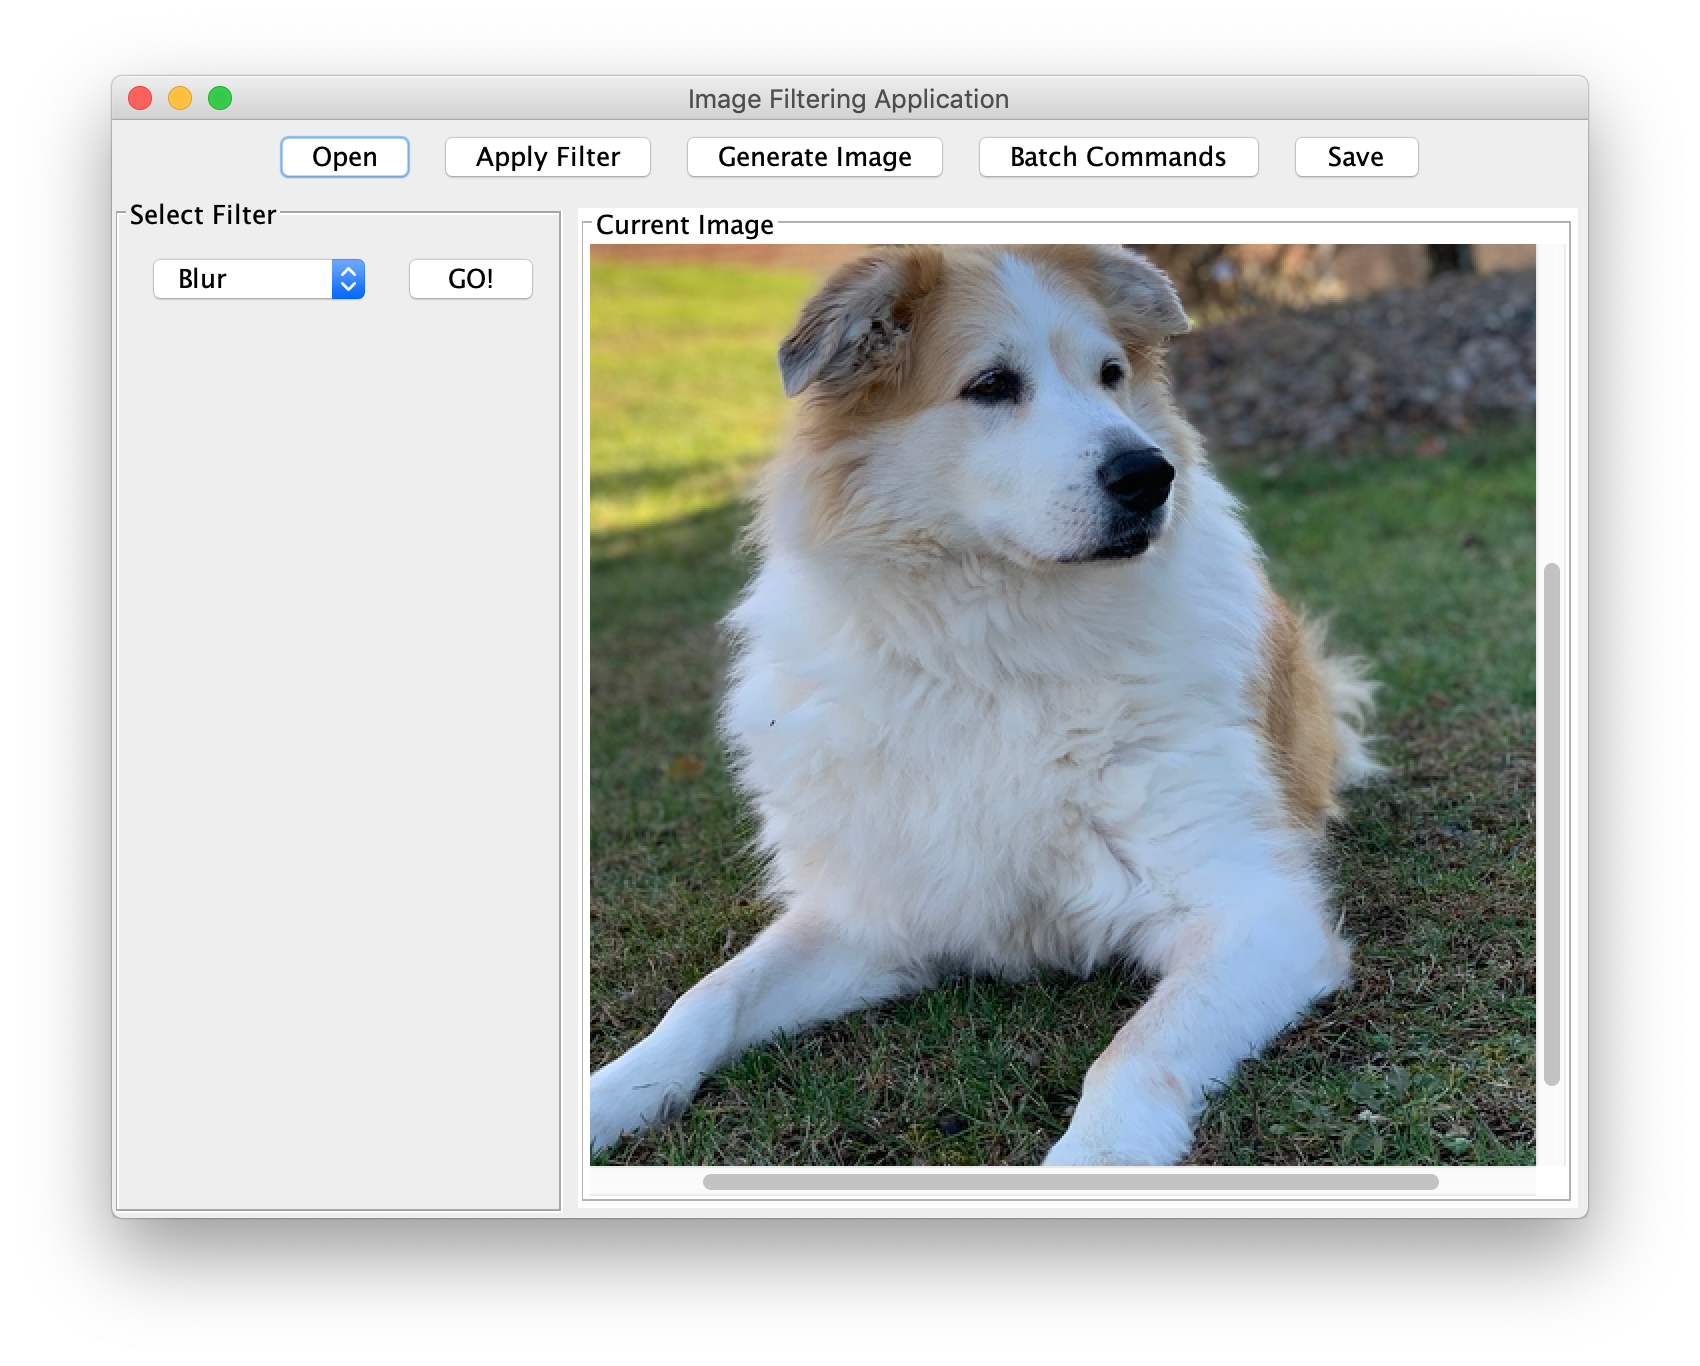 Image Filtering Application
Open Apply Filter Generate Image Batch Commands Save
Select Filter
Current Image
Blur GO!